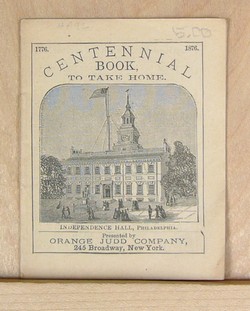 5.00
1776. 1876.
CENTENNIAL
BOOK,
TO TAKE HOME.
INDEPENDENCE HALL, PHILADELPHIA.
Presented by
ORANGE JUDD COMPANY,
245 Broadway, New York.